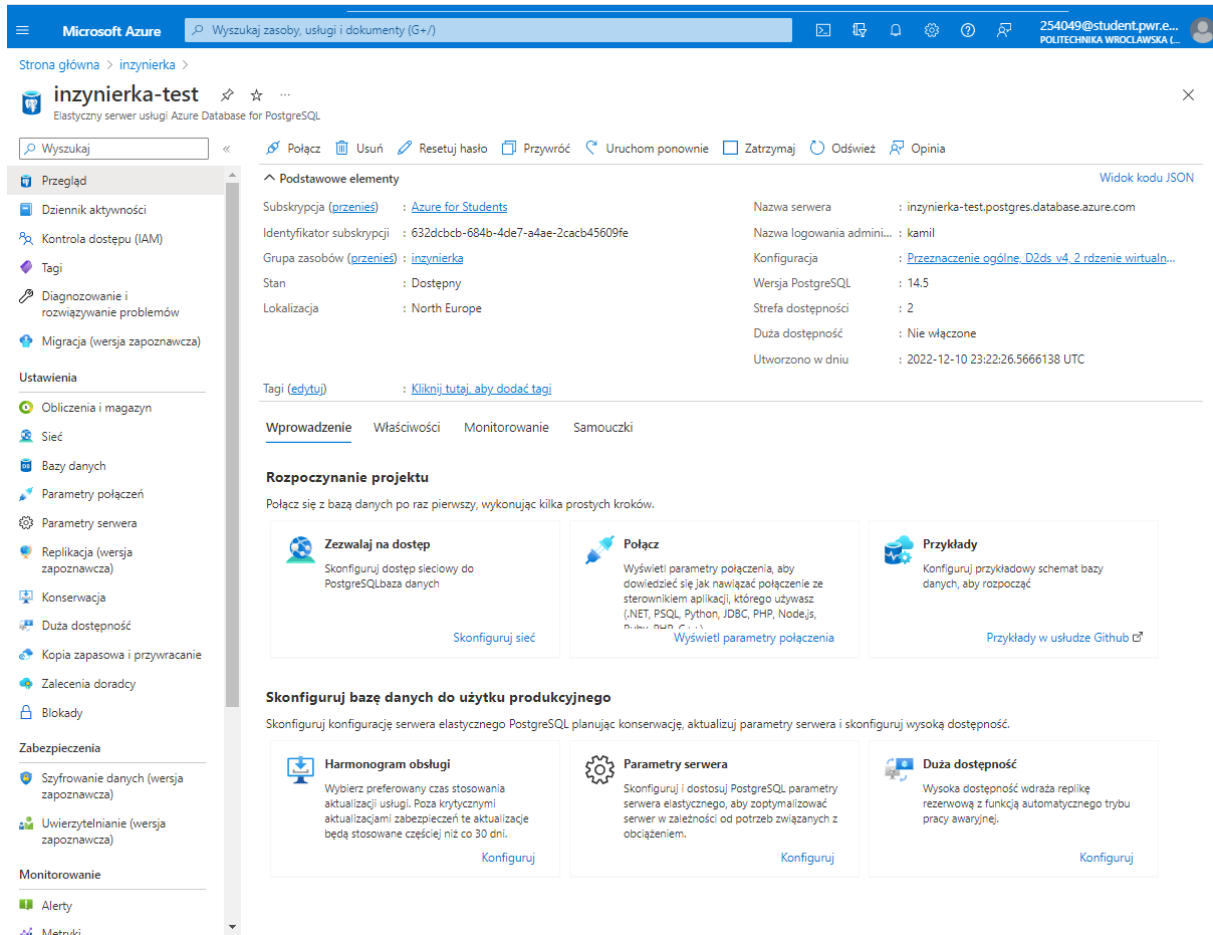 Microsoft Azure
Wyszukaj zasoby, usługi i dokumenty (G+/)
254049@student.pwr.e...
POLITECHNIKA WROCLAWSKA (...
Strona główna > inzynierka >
inzynierka-test
Elastyczny serwer usługi Azure Database for PostgreSQL
Wyszukaj
Połącz Usuń Resetuj hasło Przywróć Uruchom ponownie Zatrzymaj Odśwież Opinia
Przegląd
Dziennik aktywności
Kontrola dostępu (IAM)
Tagi
Diagnozowanie i
rozwiązywanie problemów
Migracja (wersja zapoznawcza)
Ustawienia
Obliczenia i magazyn
Sieć
Bazy danych
Parametry połączeń
Parametry serwera
Replikacja (wersja
zapoznawcza)
Konserwacja
Duża dostępność
Kopia zapasowa i przywracanie
Zalecenia doradcy
Blokady
Zabezpieczenia
Szyfrowanie danych (wersja
zapoznawcza)
Uwierzytelnianie (wersja
zapoznawcza)
Monitorowanie
Alerty
Metryki
Podstawowe elementy
Widok kodu JSON
Subskrypcja (przenieś) : Azure for Students
Identyfikator subskrypcji : 632dcbcb-684b-4de7-a4ae-2cacb45609fe
Grupa zasobów (przenieś) : inzynierka
Stan : Dostępny
Lokalizacja : North Europe
Nazwa serwera : inzynierka-test.postgres.database.azure.com
Nazwa logowania admini... : kamil
Konfiguracja : Przeznaczenie ogólne, D2ds_v4, 2 rdzenie wirtualn...
Wersja PostgreSQL : 14.5
Strefa dostępności : 2
Duża dostępność : Nie włączone
Utworzono w dniu : 2022-12-10 23:22:26.5666138 UTC
Tagi (edytuj) : Kliknij tutaj, aby dodać tagi
Wprowadzenie Właściwości Monitorowanie Samouczki
Rozpoczynanie projektu
Połącz się z bazą danych po raz pierwszy, wykonując kilka prostych kroków.
Zezwalaj na dostęp
Skonfiguruj dostęp sieciowy do
PostgreSQLbaza danych
Skonfiguruj sieć
Połącz
Wyświetl parametry połączenia, aby
dowiedzieć się jak nawiązać połączenie ze
sterownikiem aplikacji, którego używasz
(.NET, PSQL, Python, JDBC, PHP, Node.js,
Ruby, PHP, C++)
Wyświetl parametry połączenia
Przykłady
Konfiguruj przykładowy schemat bazy
danych, aby rozpocząć
Przykłady w usłudze Github
Skonfiguruj bazę danych do użytku produkcyjnego
Skonfiguruj konfigurację serwera elastycznego PostgreSQL planując konserwację, aktualizuj parametry serwera i skonfiguruj wysoką dostępność.
Harmonogram obsługi
Wybierz preferowany czas stosowania
aktualizacji usługi. Poza krytycznymi
aktualizacjami zabezpieczeń te aktualizacje
będą stosowane częściej niż co 30 dni.
Konfiguruj
Parametry serwera
Skonfiguruj i dostosuj PostgreSQL parametry
serwera elastycznego, aby zoptymalizować
serwer w zależności od potrzeb związanych z
obciążeniem.
Konfiguruj
Duża dostępność
Wysoka dostępność wdraża replikę
rezerwową z funkcją automatycznego trybu
pracy awaryjnej.
Konfiguruj